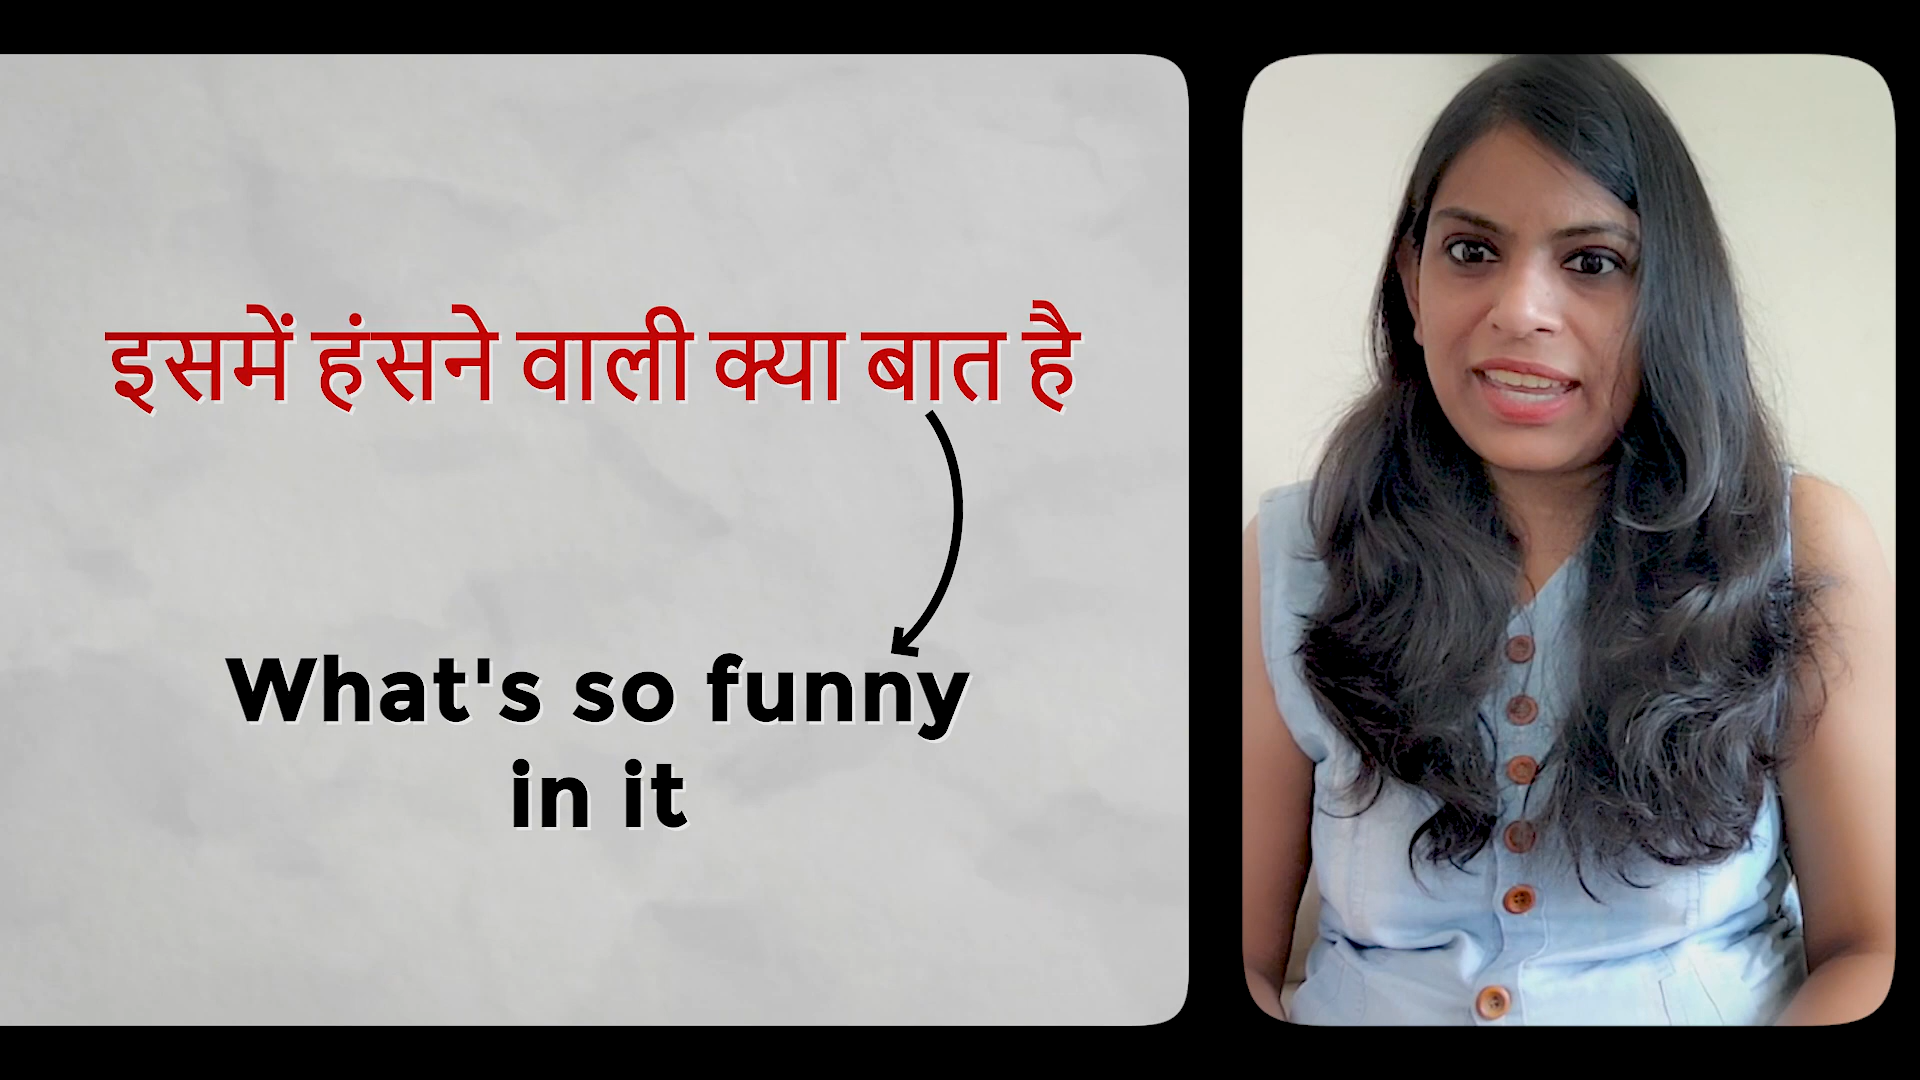 इसमें हंसने वाली क्या बात है
What's so funny
in it